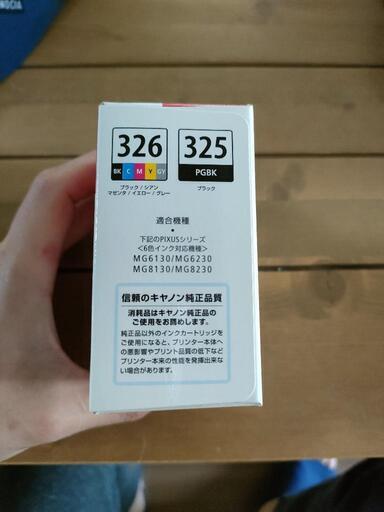 326
BK C M Y GY
ブラック / シアン
マゼンタ / イエロー / グレー
325
PGBK
ブラック
適合機種
下記のPIXUSシリーズ
<6色インク対応機種>
MG6130/MG6230
MG8130/MG8230
信頼のキヤノン純正品質
消耗品はキヤノン純正品の
ご使用をお奨めします。
純正品以外のインクカートリッジを
ご使用になると、プリンター本体へ
の悪影響やプリント品質の低下など
プリンター本来の性能を発揮出来な
い場合があります。